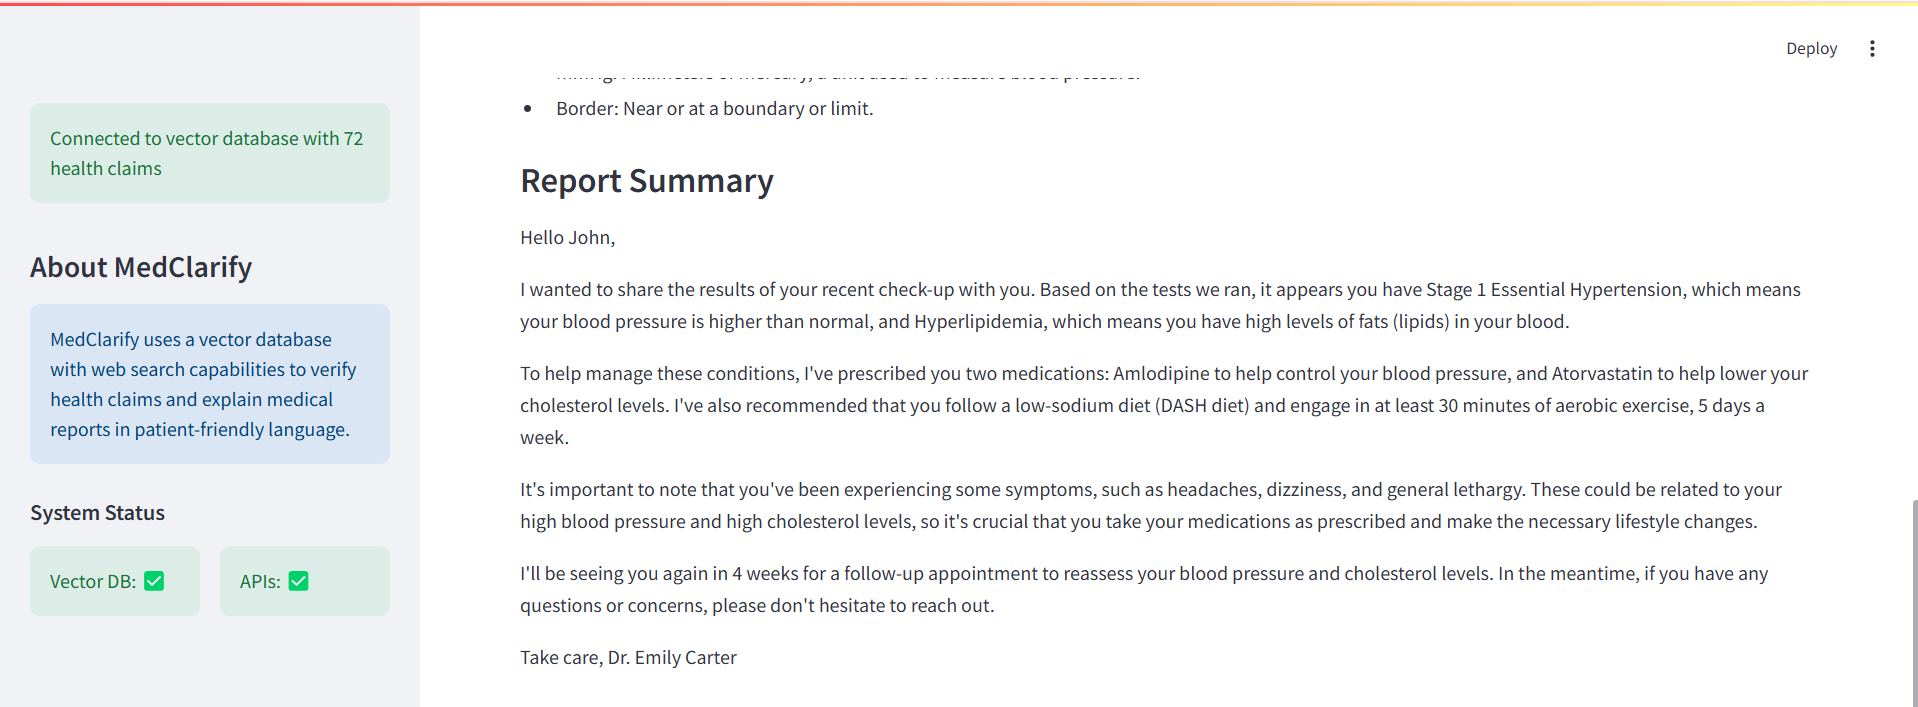 Deploy
Connected to vector database with 72
health claims
About MedClarify
MedClarify uses a vector database
with web search capabilities to verify
health claims and explain medical
reports in patient-friendly language.
System Status
Vector DB: ✅
APIs: ✅
mmHg: Millimeters of mercury, a unit used to measure blood pressure.
• Border: Near or at a boundary or limit.
Report Summary
Hello John,
I wanted to share the results of your recent check-up with you. Based on the tests we ran, it appears you have Stage 1 Essential Hypertension, which means
your blood pressure is higher than normal, and Hyperlipidemia, which means you have high levels of fats (lipids) in your blood.
To help manage these conditions, I've prescribed you two medications: Amlodipine to help control your blood pressure, and Atorvastatin to help lower your
cholesterol levels. I've also recommended that you follow a low-sodium diet (DASH diet) and engage in at least 30 minutes of aerobic exercise, 5 days a
week.
It's important to note that you've been experiencing some symptoms, such as headaches, dizziness, and general lethargy. These could be related to your
high blood pressure and high cholesterol levels, so it's crucial that you take your medications as prescribed and make the necessary lifestyle changes.
I'll be seeing you again in 4 weeks for a follow-up appointment to reassess your blood pressure and cholesterol levels. In the meantime, if you have any
questions or concerns, please don't hesitate to reach out.
Take care, Dr. Emily Carter